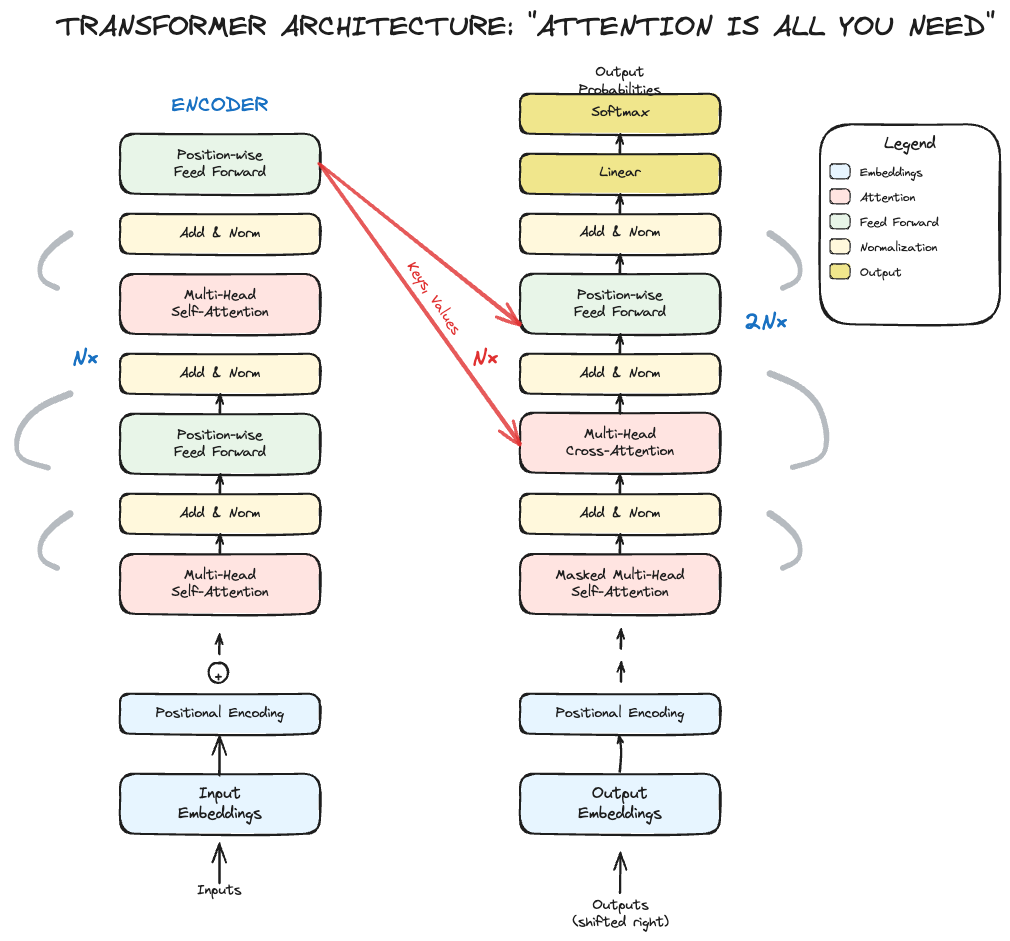 TRANSFORMER ARCHITECTURE: "ATTENTION IS ALL YOU NEED"
ENCODER
Position-wise
Feed Forward
Add & Norm
Multi-Head
Self-Attention
Nx
Add & Norm
Position-wise
Feed Forward
Add & Norm
Multi-Head
Self-Attention
+
Positional Encoding
Input
Embeddings
Inputs
Keys, Values
Nx
Output
Probabilities
Softmax
Linear
Add & Norm
Position-wise
Feed Forward
2Nx
Add & Norm
Multi-Head
Cross-Attention
Add & Norm
Masked Multi-Head
Self-Attention
Positional Encoding
Output
Embeddings
Outputs
(shifted right)
Legend
Embeddings
Attention
Feed Forward
Normalization
Output